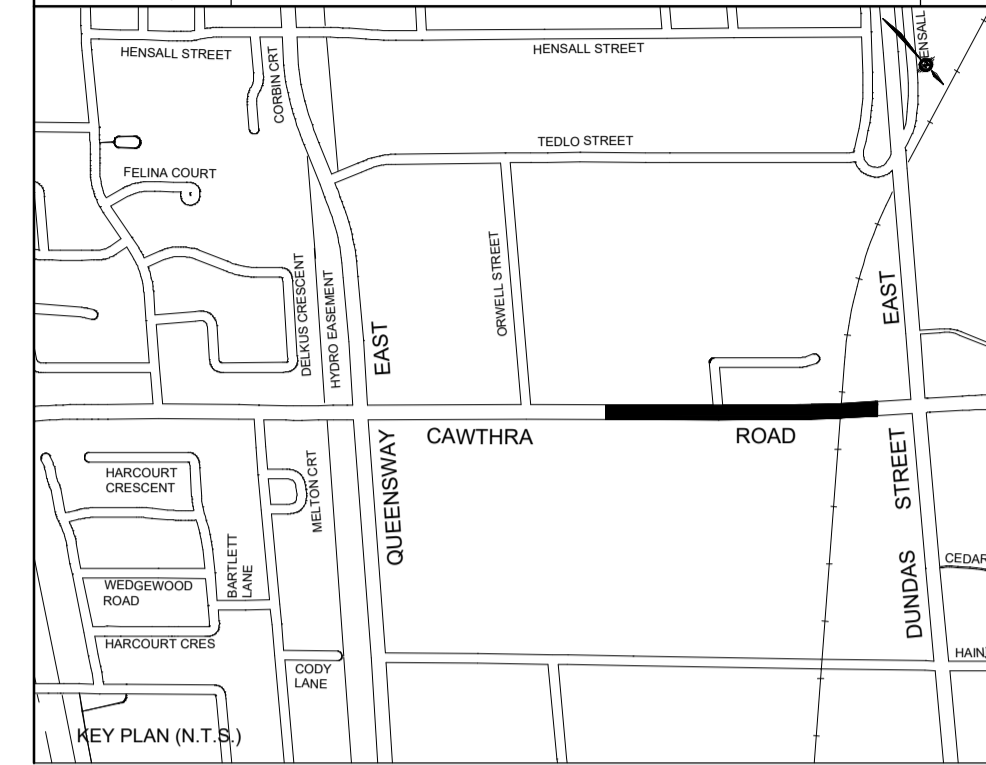 HENSALL STREET
CORBIN CRT
HENSALL STREET
ENSALL
TEDLO STREET
FELINA COURT
DELKUS CRESCENT
HYDRO EASEMENT
EAST
ORWELL STREET
EAST
CAWTHRA
ROAD
QUEENSWAY
HARCOURT
CRESCENT
MELTON CRT
STREET
BARTLETT
LANE
WEDGEWOOD
ROAD
DUNDAS
CEDAR
HARCOURT CRES
HAIN
CODY
LANE
KEY PLAN (N.T.S.)